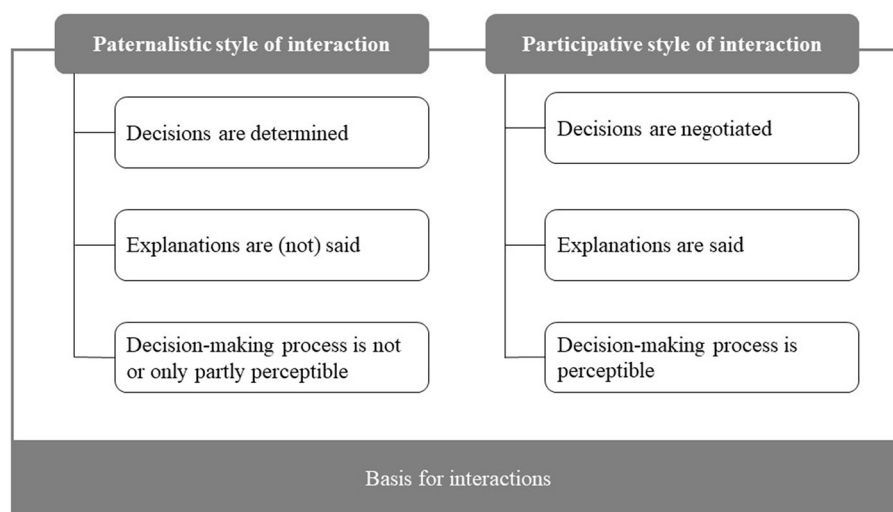 Paternalistic style of interaction
Decisions are determined
Explanations are (not) said
Decision-making process is not
or only partly perceptible
Participative style of interaction
Decisions are negotiated
Explanations are said
Decision-making process is
perceptible
Basis for interactions